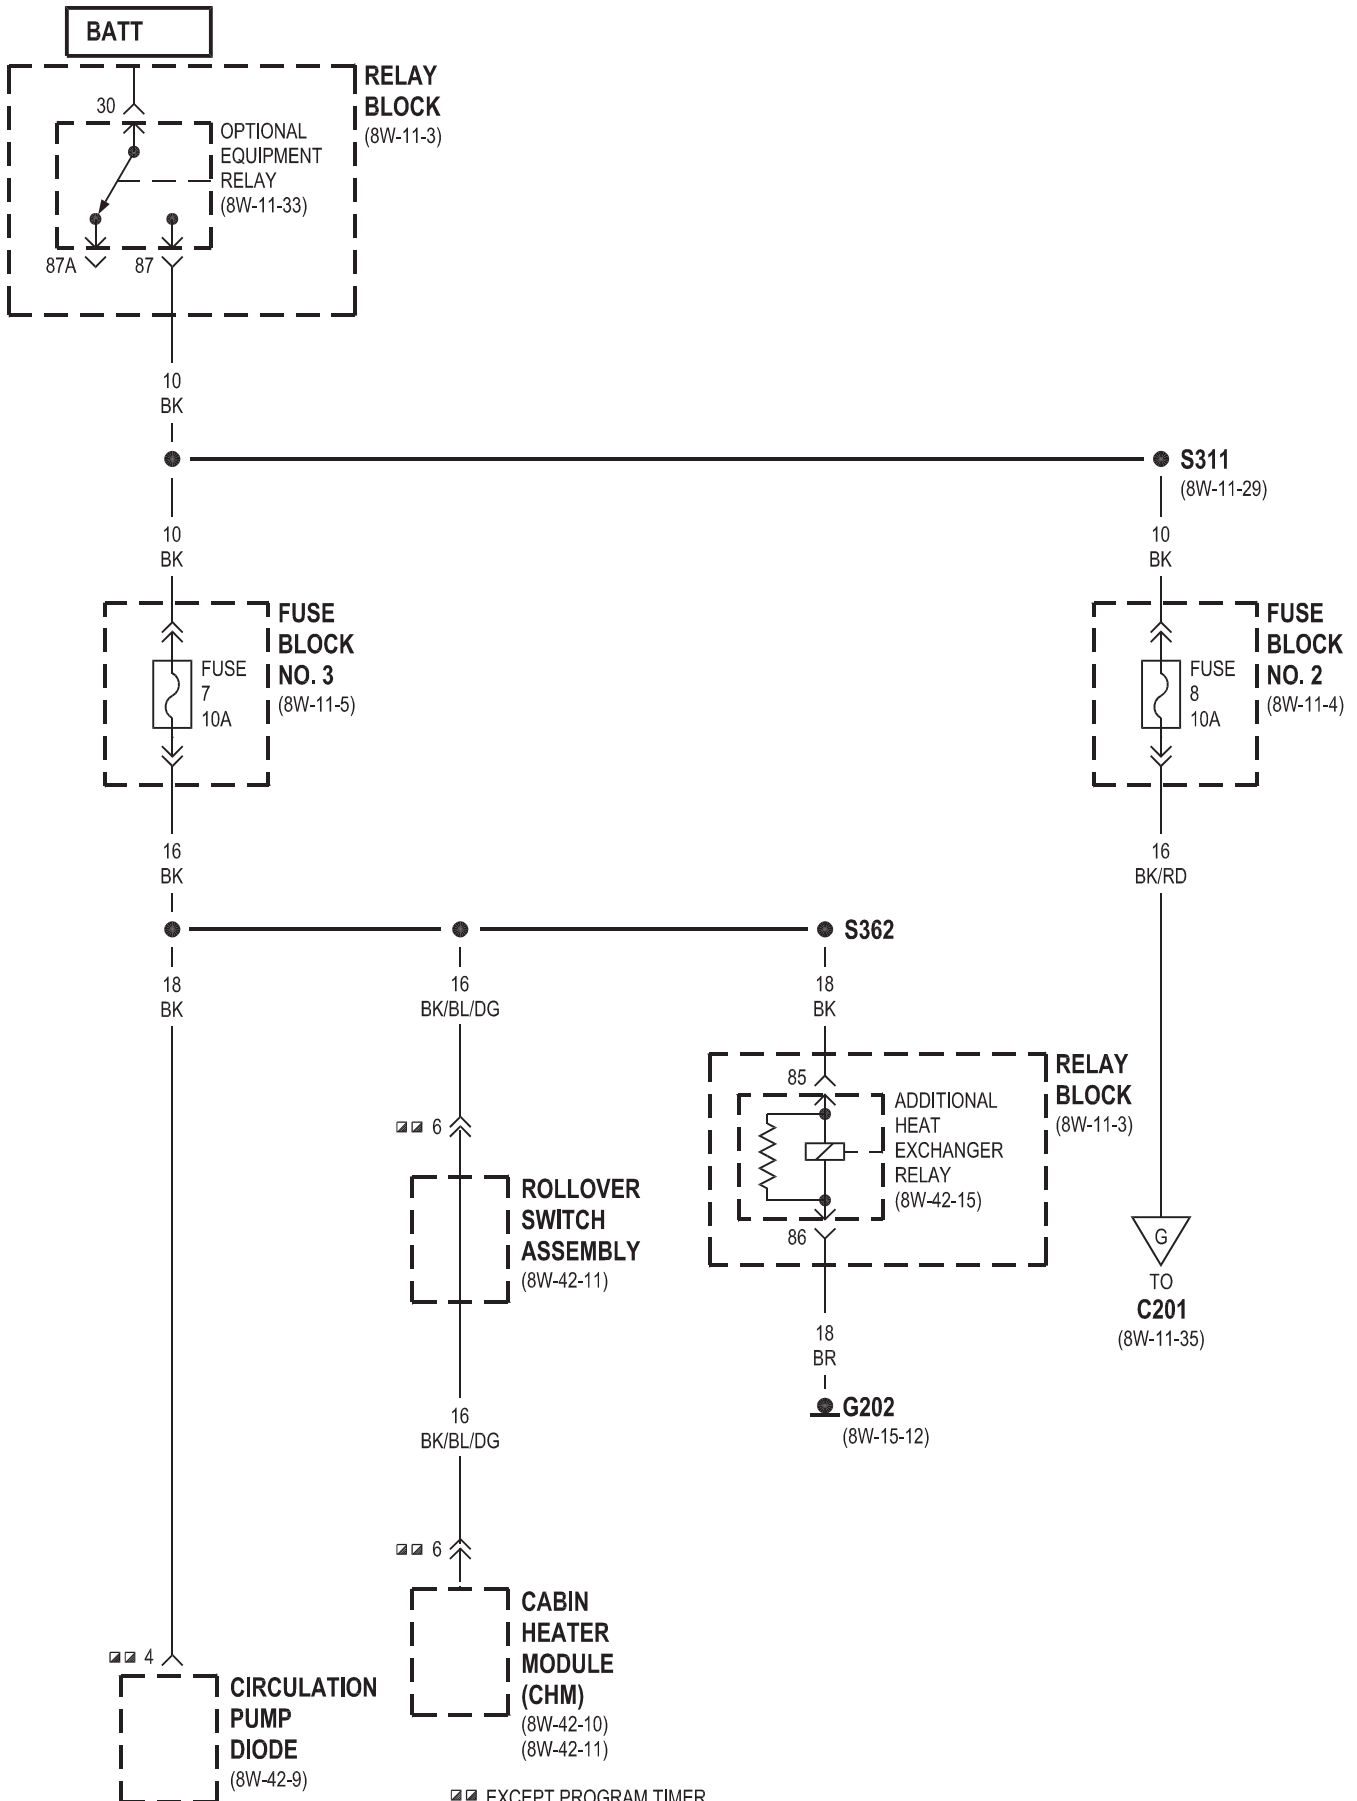 BATT
RELAY
BLOCK
(8W-11-3)
30
OPTIONAL
EQUIPMENT
RELAY
(8W-11-33)
87A
87
10
BK
S311
(8W-11-29)
10
BK
10
BK
FUSE
BLOCK
NO. 3
(8W-11-5)
FUSE
7
10A
FUSE
BLOCK
NO. 2
(8W-11-4)
FUSE
8
10A
16
BK
16
BK/RD
S362
18
BK
16
BK/BL/DG
18
BK
RELAY
BLOCK
(8W-11-3)
85
ADDITIONAL
HEAT
EXCHANGER
RELAY
(8W-42-15)
86
6
ROLLOVER
SWITCH
ASSEMBLY
(8W-42-11)
G
TO
C201
(8W-11-35)
18
BR
G202
(8W-15-12)
16
BK/BL/DG
6
CABIN
HEATER
MODULE
(CHM)
(8W-42-10)
(8W-42-11)
4
CIRCULATION
PUMP
DIODE
(8W-42-9)
EXCEPT PROGRAM TIMER